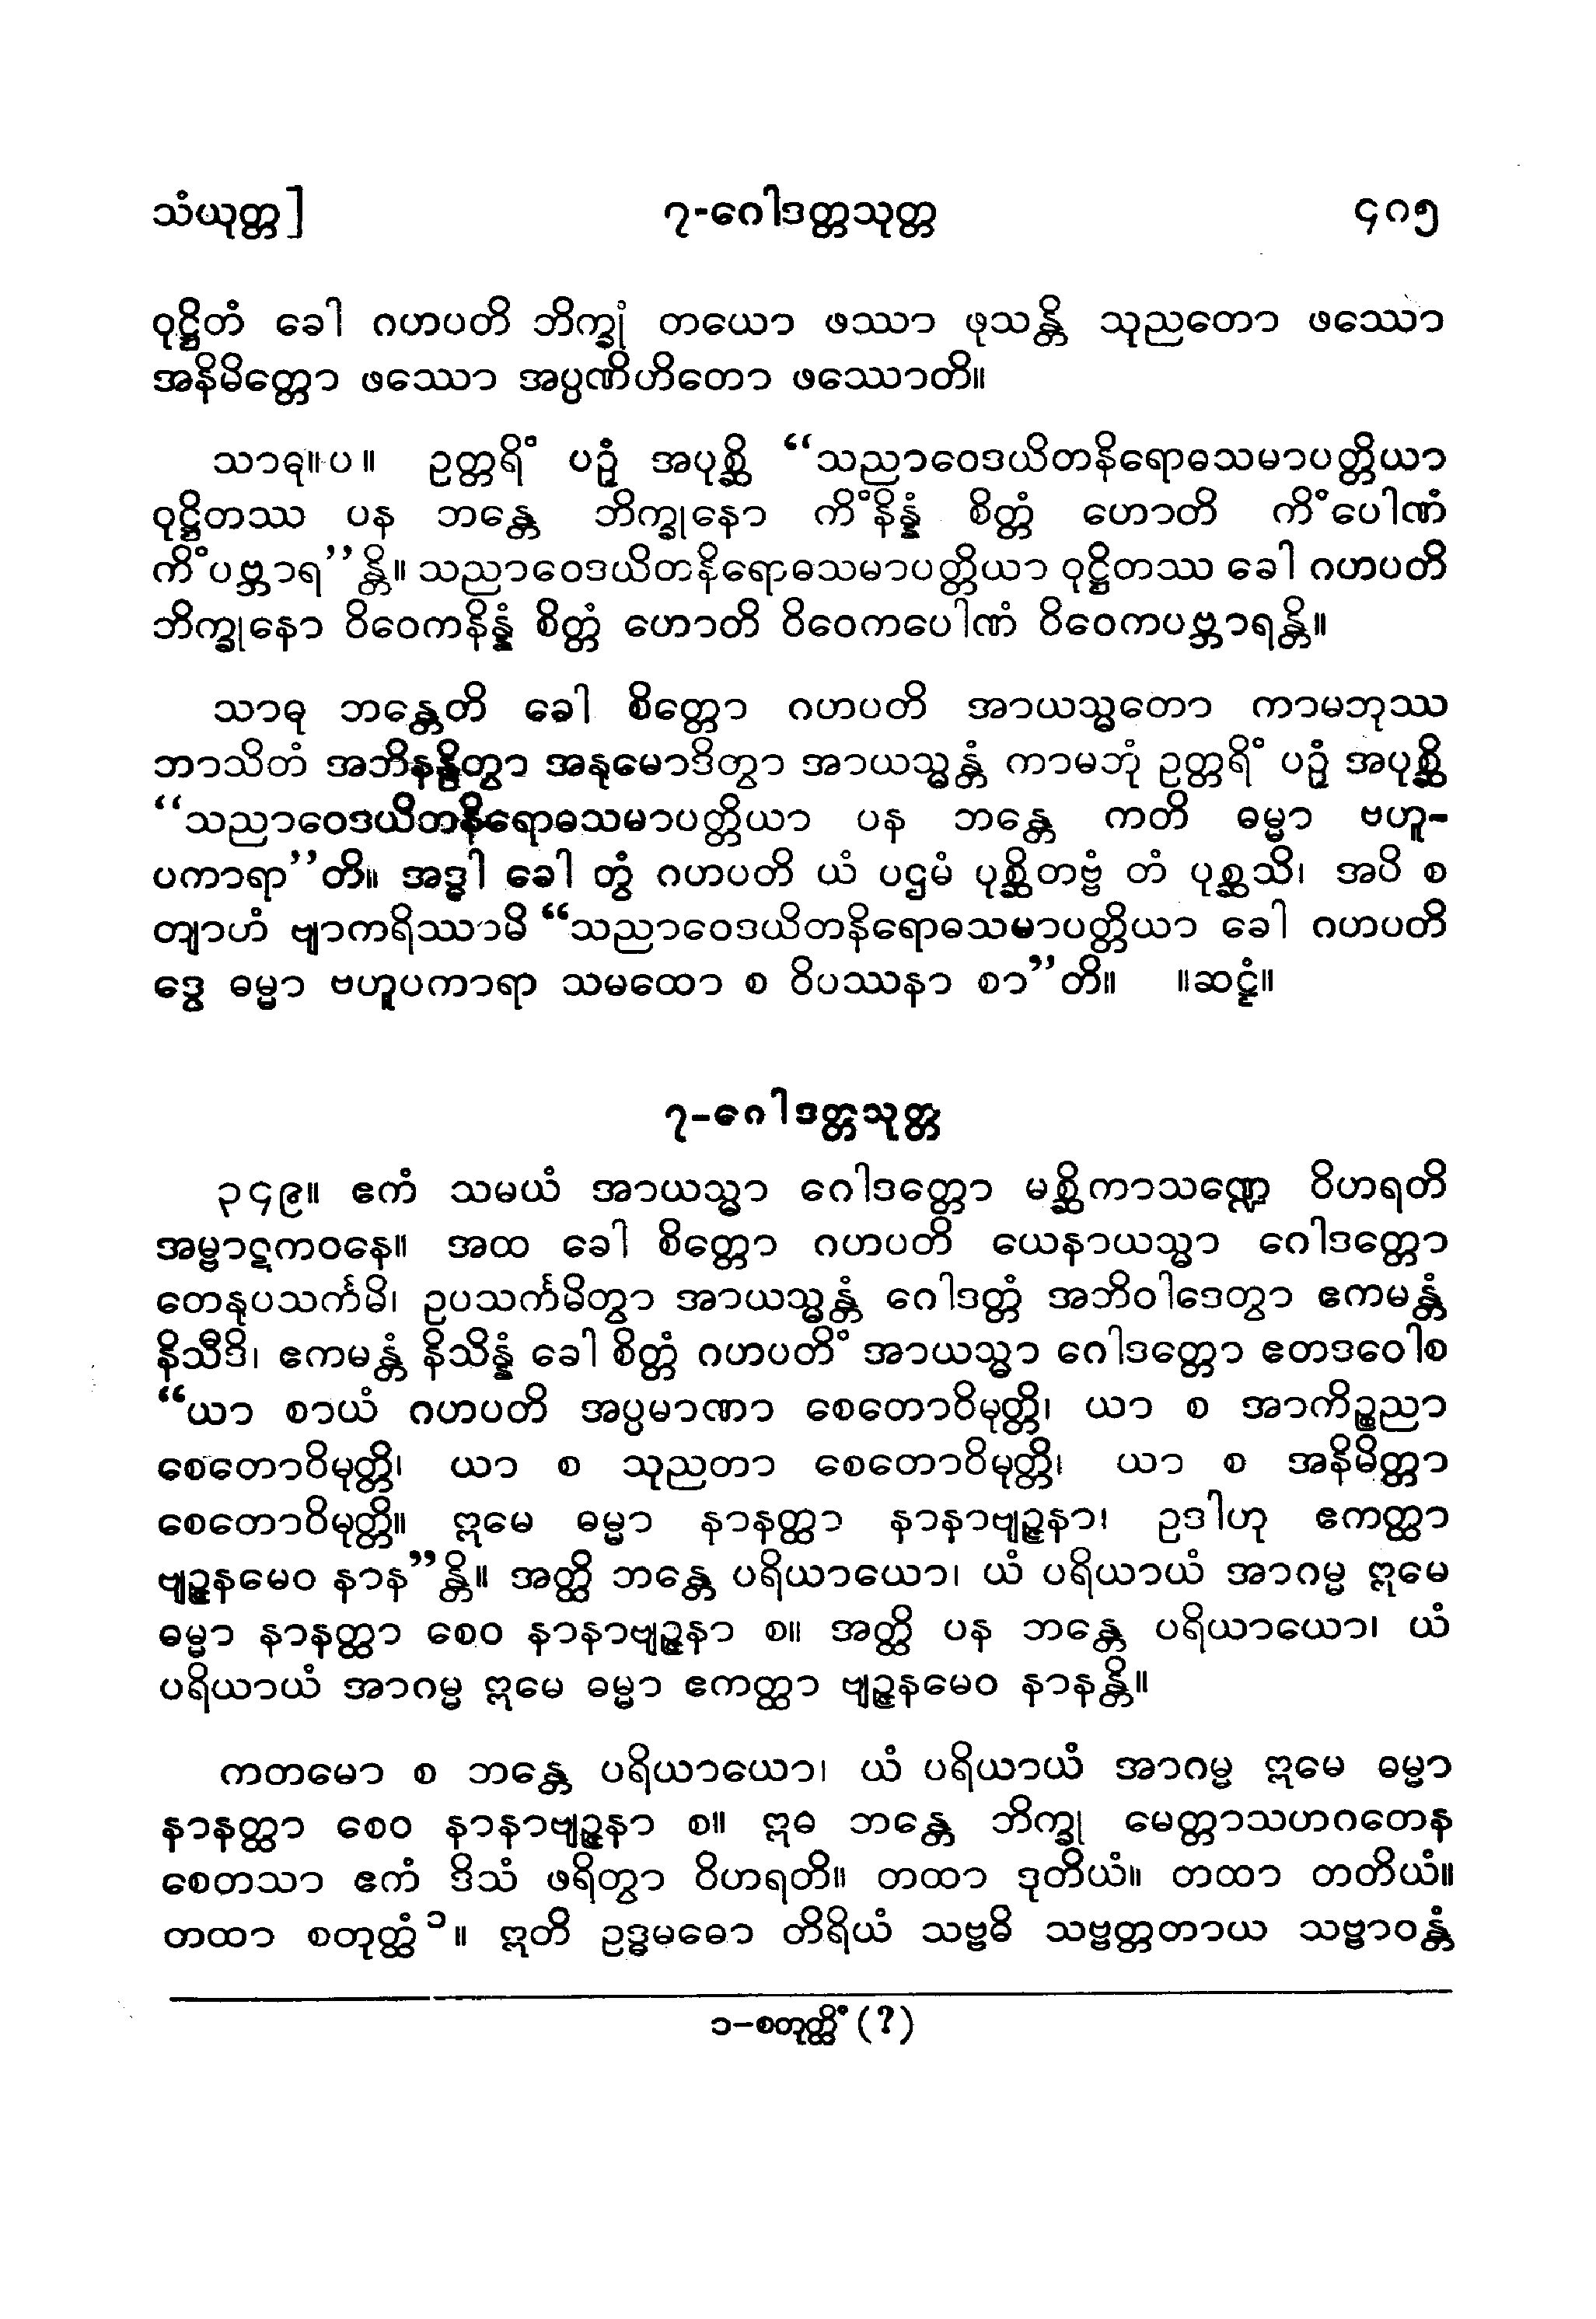 သံယုတ္တ]	၇-ဂေါဒတ္တသုတ္တ	၄၈၅
ဝုဋ္ဌိတံ ခေါ ဂဟပတိ ဘိက္ခုံ တယော ဖဿာ ဖုသန္တိ သုညတော ဖဿော
အနိမိတ္တော ဖဿော အပ္ပဏိဟိတော ဖဿောတိ။
သာဓု။ပ။ ဥတ္တရိံ ပဉှံ အပုစ္ဆိ “သညာဝေဒယိတနိရောဓသမာပတ္တိယာ
ဝုဋ္ဌိတဿ ပန ဘန္တေ ဘိက္ခုနော ကိံနိန္နံ စိတ္တံ ဟောတိ ကိံပေါဏံ
ကိံပဗ္ဘာရ”န္တိ။ သညာဝေဒယိတနိရောဓသမာပတ္တိယာ ဝုဋ္ဌိတဿ ခေါ ဂဟပတိ
ဘိက္ခုနော ဝိဝေကနိန္နံ စိတ္တံ ဟောတိ ဝိဝေကပေါဏံ ဝိဝေကပဗ္ဘာရန္တိ။
သာဓု ဘန္တေတိ ခေါ စိတ္တော ဂဟပတိ အာယသ္မတော ကာမဘုဿ
ဘာသိတံ အဘိနန္ဒိတွာ အနုမောဒိတွာ အာယသ္မန္တံ ကာမဘုံ ဥတ္တရိံ ပဉှံ အပုစ္ဆိ
“သညာဝေဒယိတနိရောဓသမာပတ္တိယာ ပန ဘန္တေ ကတိ ဓမ္မာ ဗဟူ-
ပကာရာ”တိ။ အဒ္ဓါ ခေါ တွံ ဂဟပတိ ယံ ပဌမံ ပုစ္ဆိတဗ္ဗံ တံ ပုစ္ဆသိ၊ အပိ စ
တျာဟံ ဗျာကရိဿာမိ “သညာဝေဒယိတနိရောဓသမာပတ္တိယာ ခေါ ဂဟပတိ
ဒွေ ဓမ္မာ ဗဟူပကာရာ သမထော စ ဝိပဿနာ စာ”တိ။ ။ဆဋ္ဌံ။
၇-ဂေါဒတ္တသုတ္တ
၃၄၉။ ဧကံ သမယံ အာယသ္မာ ဂေါဒတ္တော မစ္ဆိကာသဏ္ဍေ ဝိဟရတိ
အမ္ဗာဋကဝနေ။ အထ ခေါ စိတ္တော ဂဟပတိ ယေနာယသ္မာ ဂေါဒတ္တော
တေနုပသင်္ကမိ၊ ဥပသင်္ကမိတွာ အာယသ္မန္တံ ဂေါဒတ္တံ အဘိဝါဒေတွာ ဧကမန္တံ
နိသီဒိ၊ ဧကမန္တံ နိသိန္နံ ခေါ စိတ္တံ ဂဟပတိံ အာယသ္မာ ဂေါဒတ္တော ဧတဒဝေါစ
“ယာ စာယံ ဂဟပတိ အပ္ပမာဏာ စေတောဝိမုတ္တိ၊ ယာ စ အာကိဉ္စညာ
စေတောဝိမုတ္တိ၊ ယာ စ သုညတာ စေတောဝိမုတ္တိ၊ ယာ စ အနိမိတ္တာ
စေတောဝိမုတ္တိ။ ဣမေ ဓမ္မာ နာနတ္ထာ နာနာဗျဉ္ဇနာ၊ ဥဒါဟု ဧကတ္ထာ
ဗျဉ္ဇနမေဝ နာန”န္တိ။ အတ္ထိ ဘန္တေ ပရိယာယော၊ ယံ ပရိယာယံ အာဂမ္မ ဣမေ
ဓမ္မာ နာနတ္ထာ စေဝ နာနာဗျဉ္ဇနာ စ။ အတ္ထိ ပန ဘန္တေ ပရိယာယော၊ ယံ
ပရိယာယံ အာဂမ္မ ဣမေ ဓမ္မာ ဧကတ္ထာ ဗျဉ္ဇနမေဝ နာနန္တိ။
ကတမော စ ဘန္တေ ပရိယာယော၊ ယံ ပရိယာယံ အာဂမ္မ ဣမေ ဓမ္မာ
နာနတ္ထာ စေဝ နာနာဗျဉ္ဇနာ စ။ ဣဓ ဘန္တေ ဘိက္ခု မေတ္တာသဟဂတေန
စေတသာ ဧကံ ဒိသံ ဖရိတွာ ဝိဟရတိ။ တထာ ဒုတိယံ။ တထာ တတိယံ။
တထာ စတုတ္ထံ ၁။ ဣတိ ဥဒ္ဓမဓော တိရိယံ သဗ္ဗဓိ သဗ္ဗတ္တတာယ သဗ္ဗာဝန္တံ
၁-စတုတ္ထိံ (?)